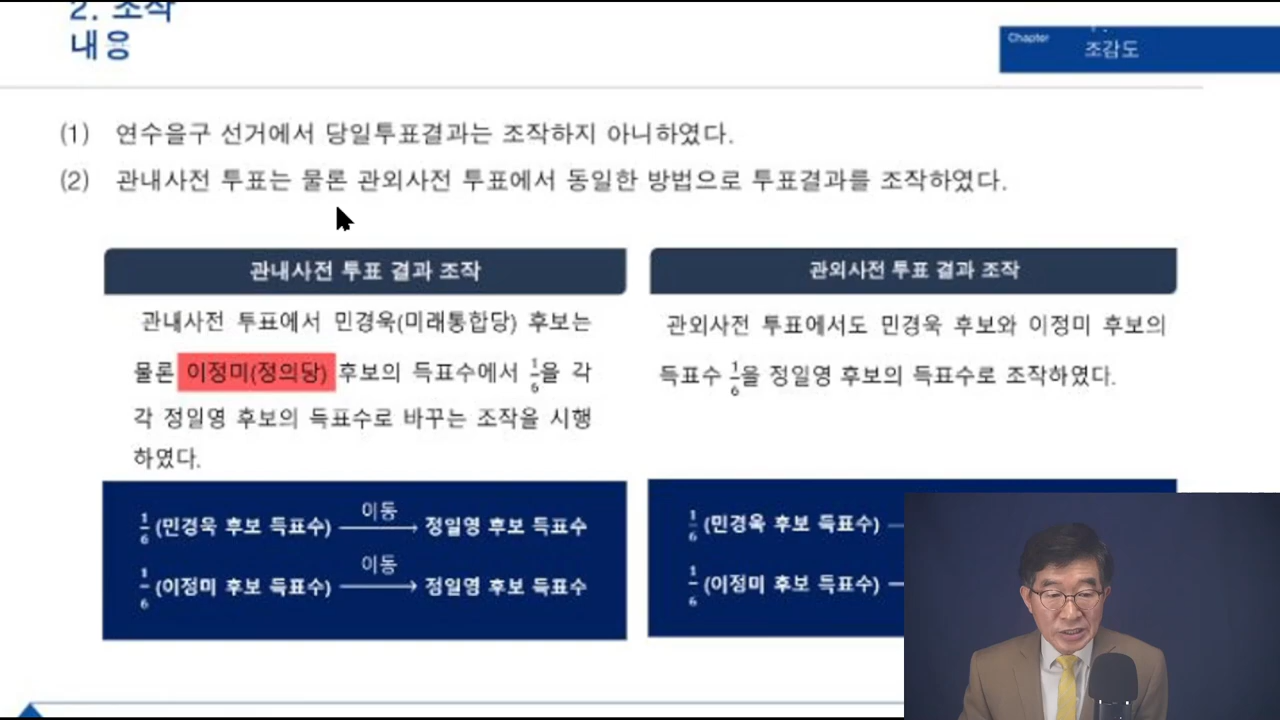 2. 조작
내용
Chapter
조감도
(1) 연수을구 선거에서 당일투표결과는 조작하지 아니하였다.
(2) 관내사전 투표는 물론 관외사전 투표에서 동일한 방법으로 투표결과를 조작하였다.
관내사전 투표 결과 조작
관내사전 투표에서 민경욱(미래통합당) 후보는
물론 이정미(정의당) 후보의 득표수에서 1/6을 각
각 정일영 후보의 득표수로 바꾸는 조작을 시행
하였다.
1/6 (민경욱 후보 득표수) 이동 → 정일영 후보 득표수
1/6 (이정미 후보 득표수) 이동 → 정일영 후보 득표수
관외사전 투표 결과 조작
관외사전 투표에서도 민경욱 후보와 이정미 후보의
득표수 1/6을 정일영 후보의 득표수로 조작하였다.
1/6 (민경욱 후보 득표수)
1/6 (이정미 후보 득표수)